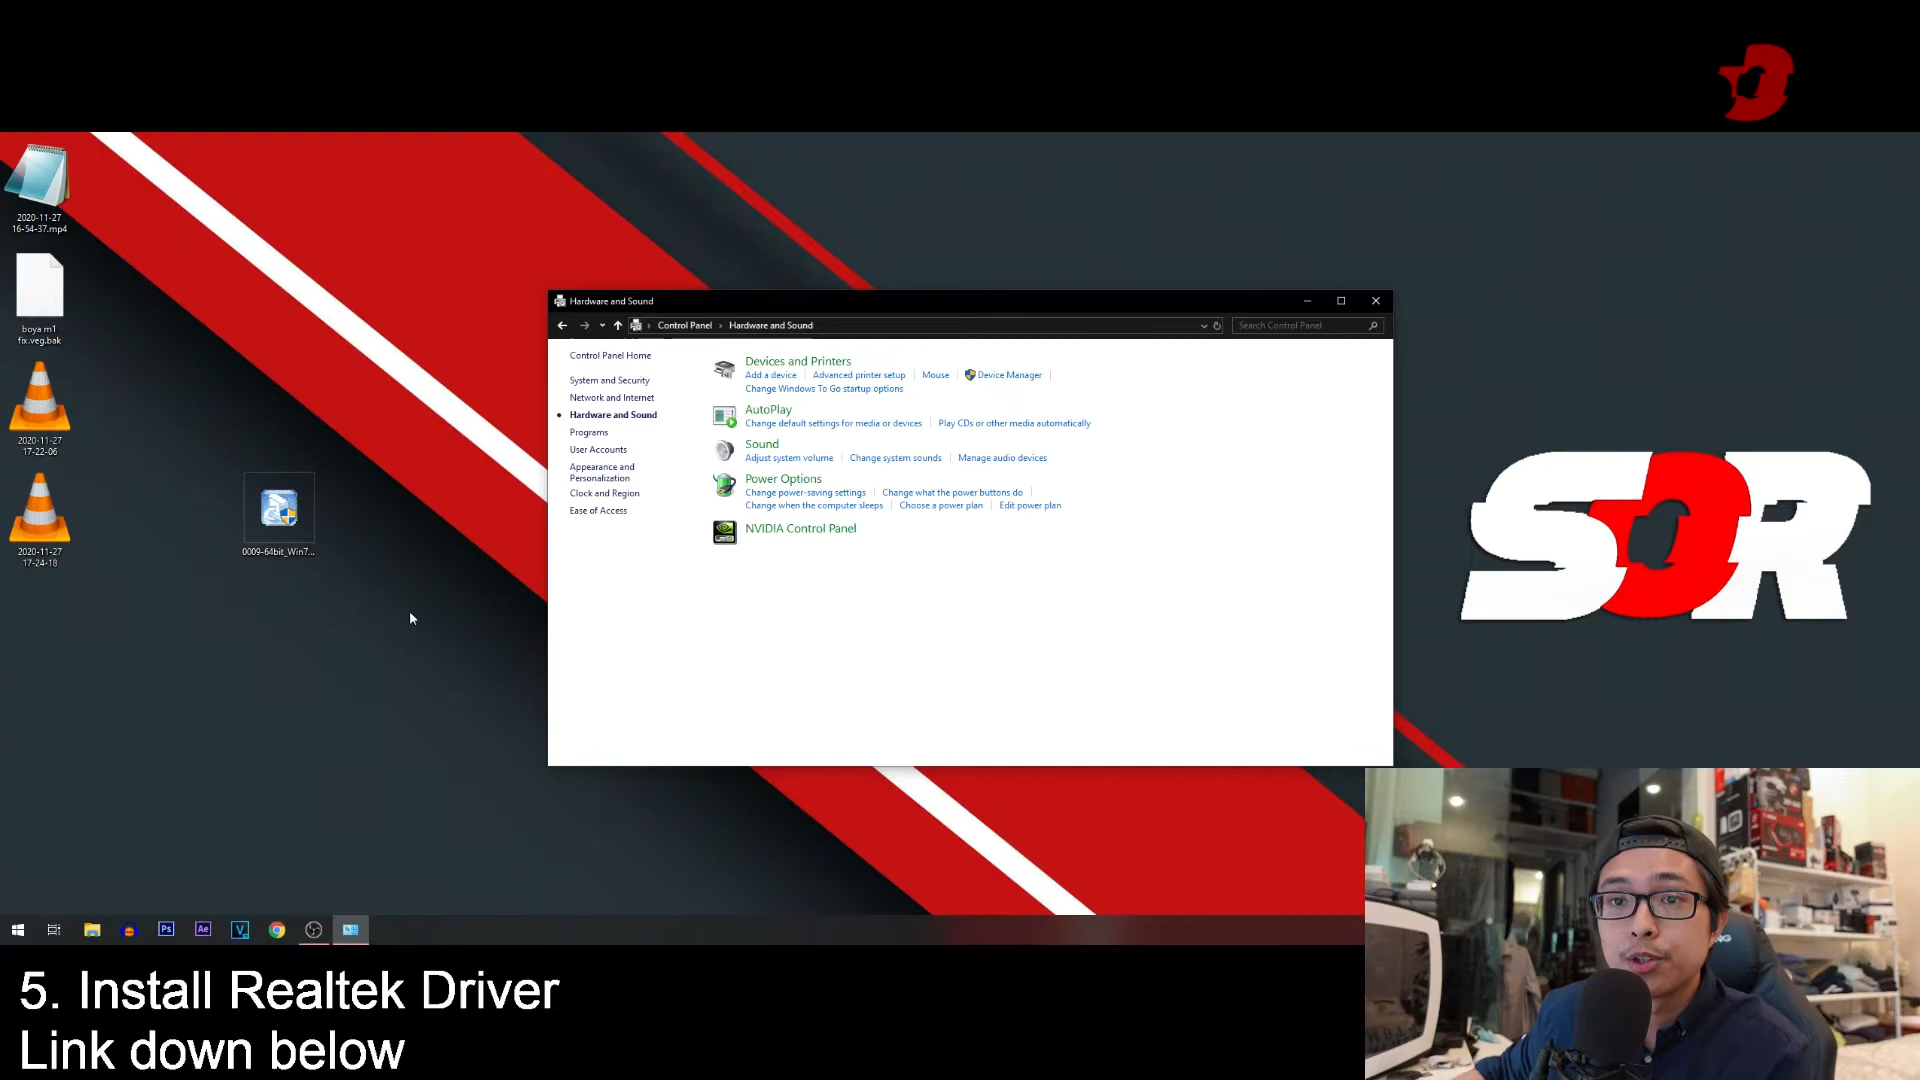 2020-11-27
16-54-37.mp4
boya m1
fix.veg.bak
2020-11-27
17-22-06
2020-11-27
17-24-18
0009-64bit_Win7...
Hardware and Sound
Control Panel › Hardware and Sound
Search Control Panel
Control Panel Home
System and Security
Network and Internet
Hardware and Sound
Programs
User Accounts
Appearance and
Personalization
Clock and Region
Ease of Access
Devices and Printers
Add a device | Advanced printer setup | Mouse | Device Manager |
Change Windows To Go startup options
AutoPlay
Change default settings for media or devices | Play CDs or other media automatically
Sound
Adjust system volume | Change system sounds | Manage audio devices
Power Options
Change power-saving settings | Change what the power buttons do |
Change when the computer sleeps | Choose a power plan | Edit power plan
NVIDIA Control Panel
SOR
Ps Ae V
5. Install Realtek Driver
Link down below